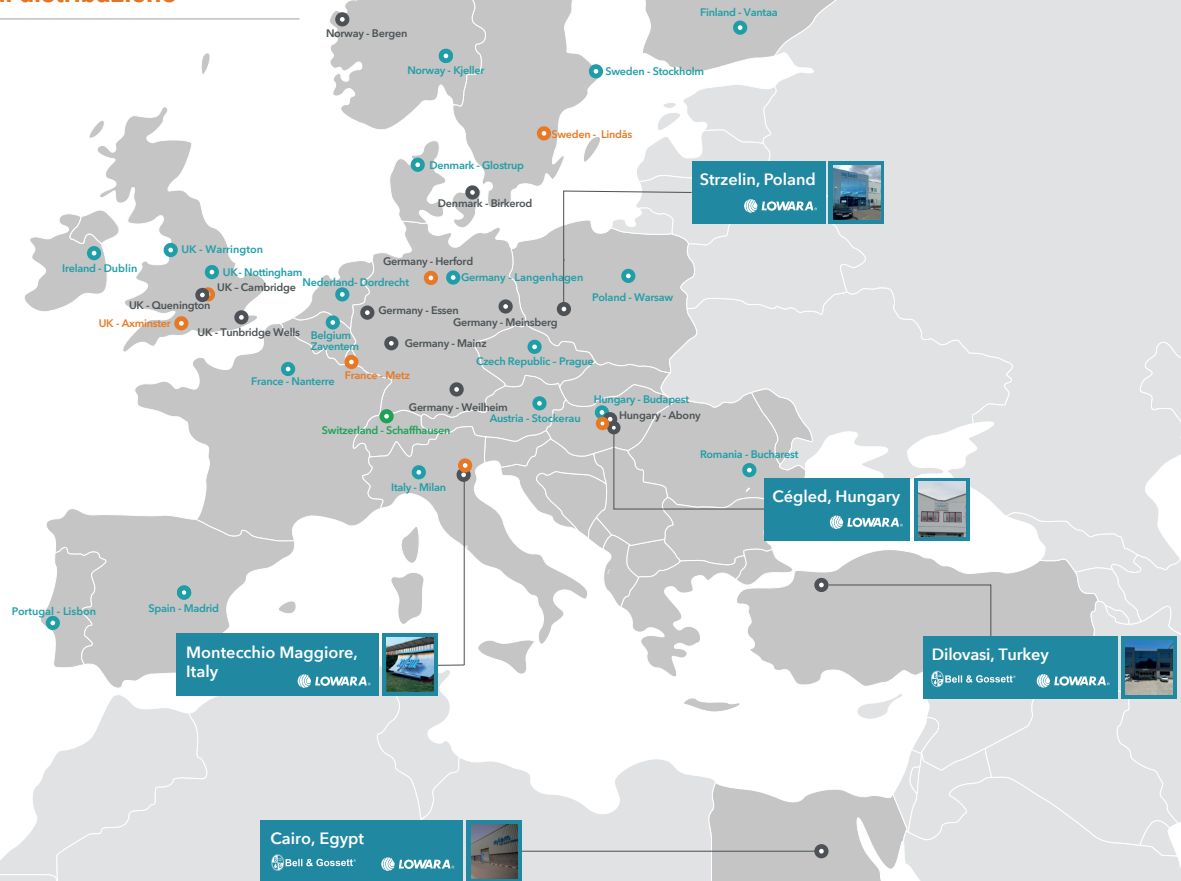 di distribuzione
Finland - Vantaa
Norway - Bergen
Norway - Kjeller
Sweden - Stockholm
Sweden - Lindås
Denmark - Glostrup
Strzelin, Poland
LOWARA
Denmark - Birkerod
UK - Warrington
Ireland - Dublin
UK - Nottingham
Germany - Herford
Germany - Langenhagen
Nederland- Dordrecht
UK - Cambridge
Poland - Warsaw
UK - Quenington
Germany - Essen
UK - Axminster
Germany - Meinsberg
UK - Tunbridge Wells
Belgium
Zaventem
Germany - Mainz
Czech Republic - Prague
France - Nanterre
France - Metz
Germany - Weilheim
Hungary - Budapest
Austria - Stockerau
Hungary - Abony
Switzerland - Schaffhausen
Romania - Bucharest
Italy - Milan
Cégled, Hungary
LOWARA
Spain - Madrid
Portugal - Lisbon
Montecchio Maggiore,
Italy
LOWARA
Dilovasi, Turkey
Bell & Gossett
LOWARA
Cairo, Egypt
Bell & Gossett
LOWARA